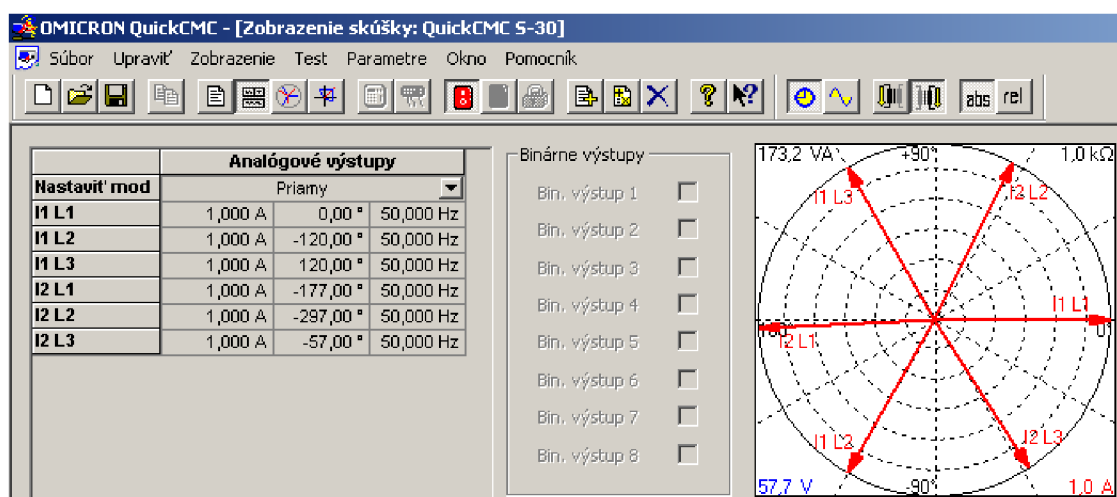 OMICRON QuickCMC - [Zobrazenie skúšky: QuickCMC S-30]
Súbor Upraviť Zobrazenie Test Parametre Okno Pomocník
abs rel
Analógové výstupy
Nastaviť mod Priamy
I1 L1 1,000 A 0,00 ° 50,000 Hz
I1 L2 1,000 A -120,00 ° 50,000 Hz
I1 L3 1,000 A 120,00 ° 50,000 Hz
I2 L1 1,000 A -177,00 ° 50,000 Hz
I2 L2 1,000 A -297,00 ° 50,000 Hz
I2 L3 1,000 A -57,00 ° 50,000 Hz
Binárne výstupy
Bin. výstup 1
Bin. výstup 2
Bin. výstup 3
Bin. výstup 4
Bin. výstup 5
Bin. výstup 6
Bin. výstup 7
Bin. výstup 8
173,2 VA +90° 1,0 kΩ
I1 L3 I2 L2
I1 L1
180° 0°
I2 L1
I1 L2 I2 L3
57,7 V -90° 1,0 A